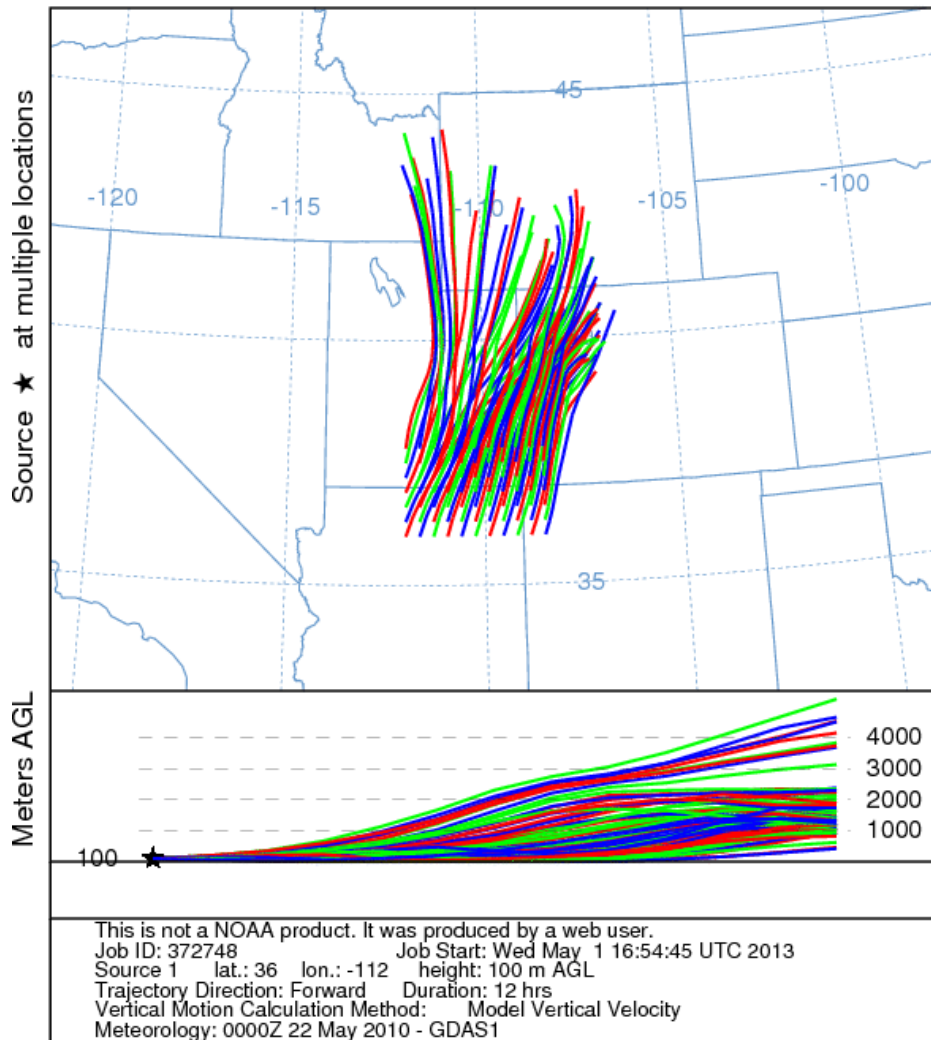 Source ★ at multiple locations
45
-120
-115
-110
-105
-100
35
Meters AGL
4000
3000
2000
1000
100
This is not a NOAA product. It was produced by a web user.
Job ID: 372748 Job Start: Wed May 1 16:54:45 UTC 2013
Source 1 lat.: 36 lon.: -112 height: 100 m AGL
Trajectory Direction: Forward Duration: 12 hrs
Vertical Motion Calculation Method: Model Vertical Velocity
Meteorology: 0000Z 22 May 2010 - GDAS1